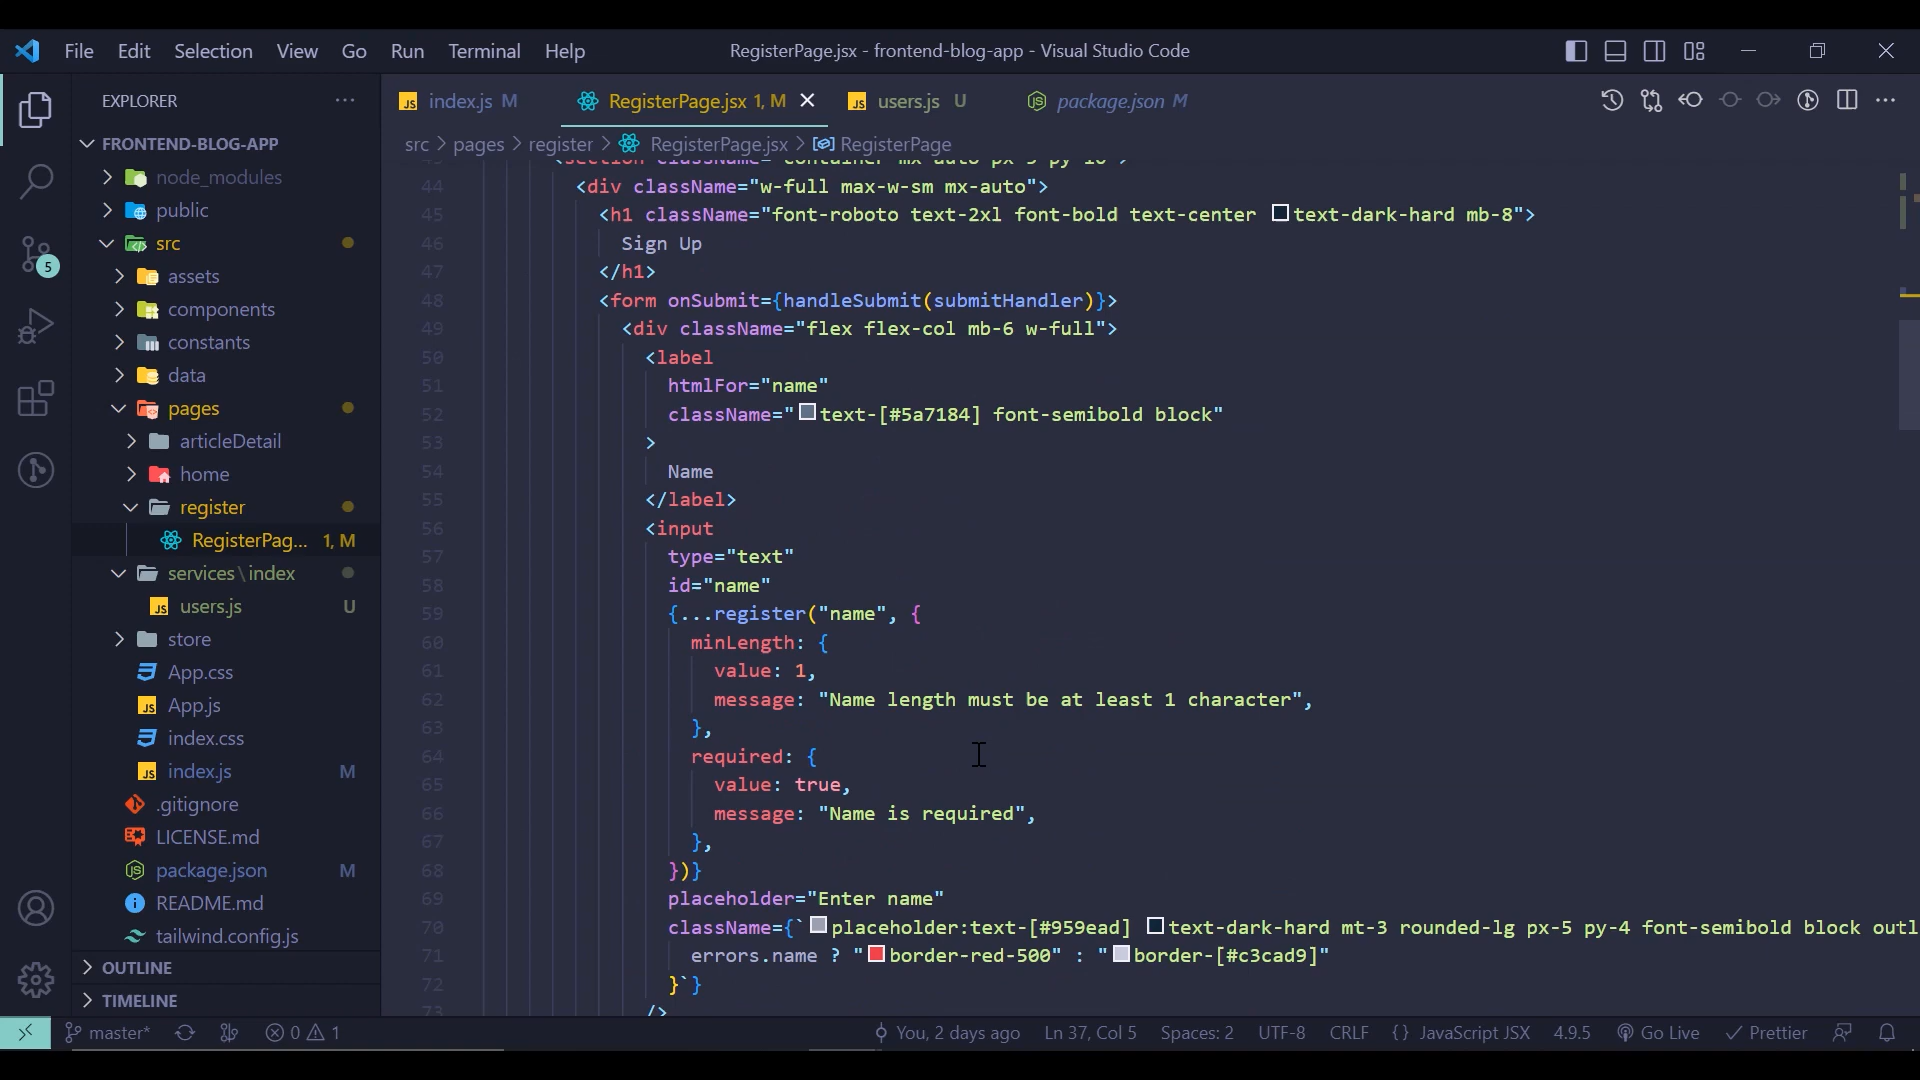 File Edit Selection View Go Run Terminal Help RegisterPage.jsx - frontend-blog-app - Visual Studio Code
EXPLORER
index.js M RegisterPage.jsx 1, M users.js U package.json M
src > pages > register > RegisterPage.jsx > RegisterPage
FRONTEND-BLOG-APP
node_modules
public
src
assets
components
constants
data
pages
articleDetail
home
register
RegisterPag... 1, M
services\index
users.js U
store
App.css
App.js
index.css
index.js M
.gitignore
LICENSE.md
package.json M
README.md
tailwind.config.js
OUTLINE
TIMELINE
44 <div className="w-full max-w-sm mx-auto">
45 <h1 className="font-roboto text-2xl font-bold text-center text-dark-hard mb-8">
46 Sign Up
47 </h1>
48 <form onSubmit={handleSubmit(submitHandler)}>
49 <div className="flex flex-col mb-6 w-full">
50 <label
51 htmlFor="name"
52 className="text-[#5a7184] font-semibold block"
53 >
54 Name
55 </label>
56 <input
57 type="text"
58 id="name"
59 {...register("name", {
60 minLength: {
61 value: 1,
62 message: "Name length must be at least 1 character",
63 },
64 required: {
65 value: true,
66 message: "Name is required",
67 },
68 })}
69 placeholder="Enter name"
70 className={`placeholder:text-[#959ead] text-dark-hard mt-3 rounded-lg px-5 py-4 font-semibold block outl
71 errors.name ? "border-red-500" : "border-[#c3cad9]"
72 }`}
73 />
5
master* 0 1 You, 2 days ago Ln 37, Col 5 Spaces: 2 UTF-8 CRLF {} JavaScript JSX 4.9.5 Go Live Prettier